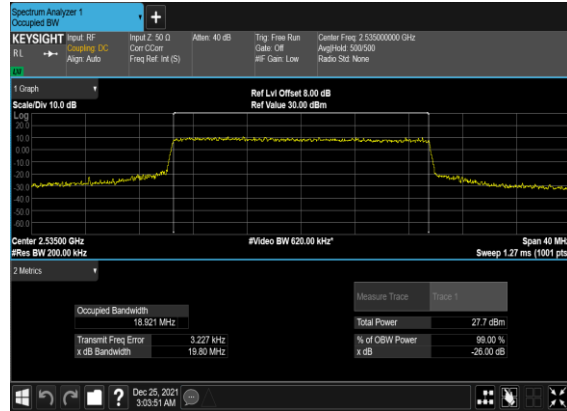 Spectrum Analyzer 1
Occupied BW
+
KEYSIGHT
RL
Input: RF
Coupling: DC
Align: Auto
Input Z: 50 Ω
Corr CCorr
Freq Ref: Int (S)
Atten: 40 dB
Trig: Free Run
Gate: Off
#IF Gain: Low
Center Freq: 2.535000000 GHz
Avg|Hold: 500/500
Radio Std: None
1 Graph
Scale/Div 10.0 dB
Ref Lvl Offset 8.00 dB
Ref Value 30.00 dBm
Log
20.0
10.0
0.00
-10.0
-20.0
-30.0
-40.0
-50.0
-60.0
Center 2.53500 GHz
#Res BW 200.00 kHz
#Video BW 620.00 kHz*
Span 40 MHz
Sweep 1.27 ms (1001 pts)
2 Metrics
Measure Trace
Trace 1
Occupied Bandwidth
18.921 MHz
Total Power
27.7 dBm
Transmit Freq Error
3.227 kHz
% of OBW Power
99.00 %
x dB Bandwidth
19.80 MHz
x dB
-26.00 dB
?
Dec 25, 2021
3:03:51 AM